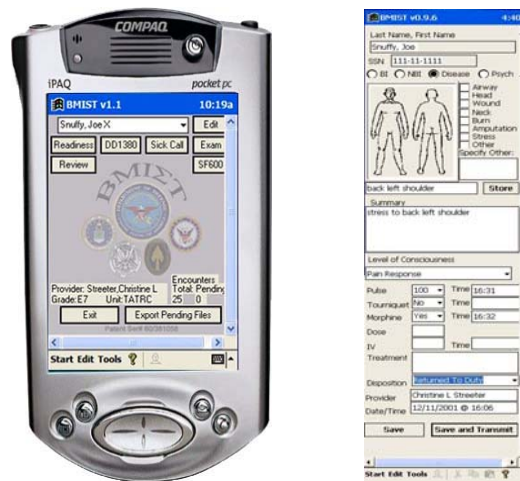 COMPAQ
iPAQ
pocket pc
BMIST v1.1 10:19a
Snuffy, Joe X Edit
Readiness DD1380 Sick Call Exam
Review SF600
BMIST
Encounters
Provider: Streeter,Christine L Total: Pending
Grade:E7 Unit:TATRC 25 0
Exit Export Pending Files
Start Edit Tools
BMIST v0.9.6 4:40
Last Name, First Name
Snuffy, Joe
SSN 111-11-1111
BI NBI Disease Psych
Airway
Head
Wound
Neck
Burn
Amputation
Stress
Other
Specify Other:
back left shoulder Store
Summary
stress to back left shoulder
Level of Consciousness
Pain Response
Pulse 100 Time 16:31
Tourniquet No Time
Morphine Yes Time 16:32
Dose
IV Time
Treatment
Disposition Returned To Duty
Provider Christine L Streeter
Date/Time 12/11/2001 @ 16:06
Save Save and Transmit
Start Edit Tools